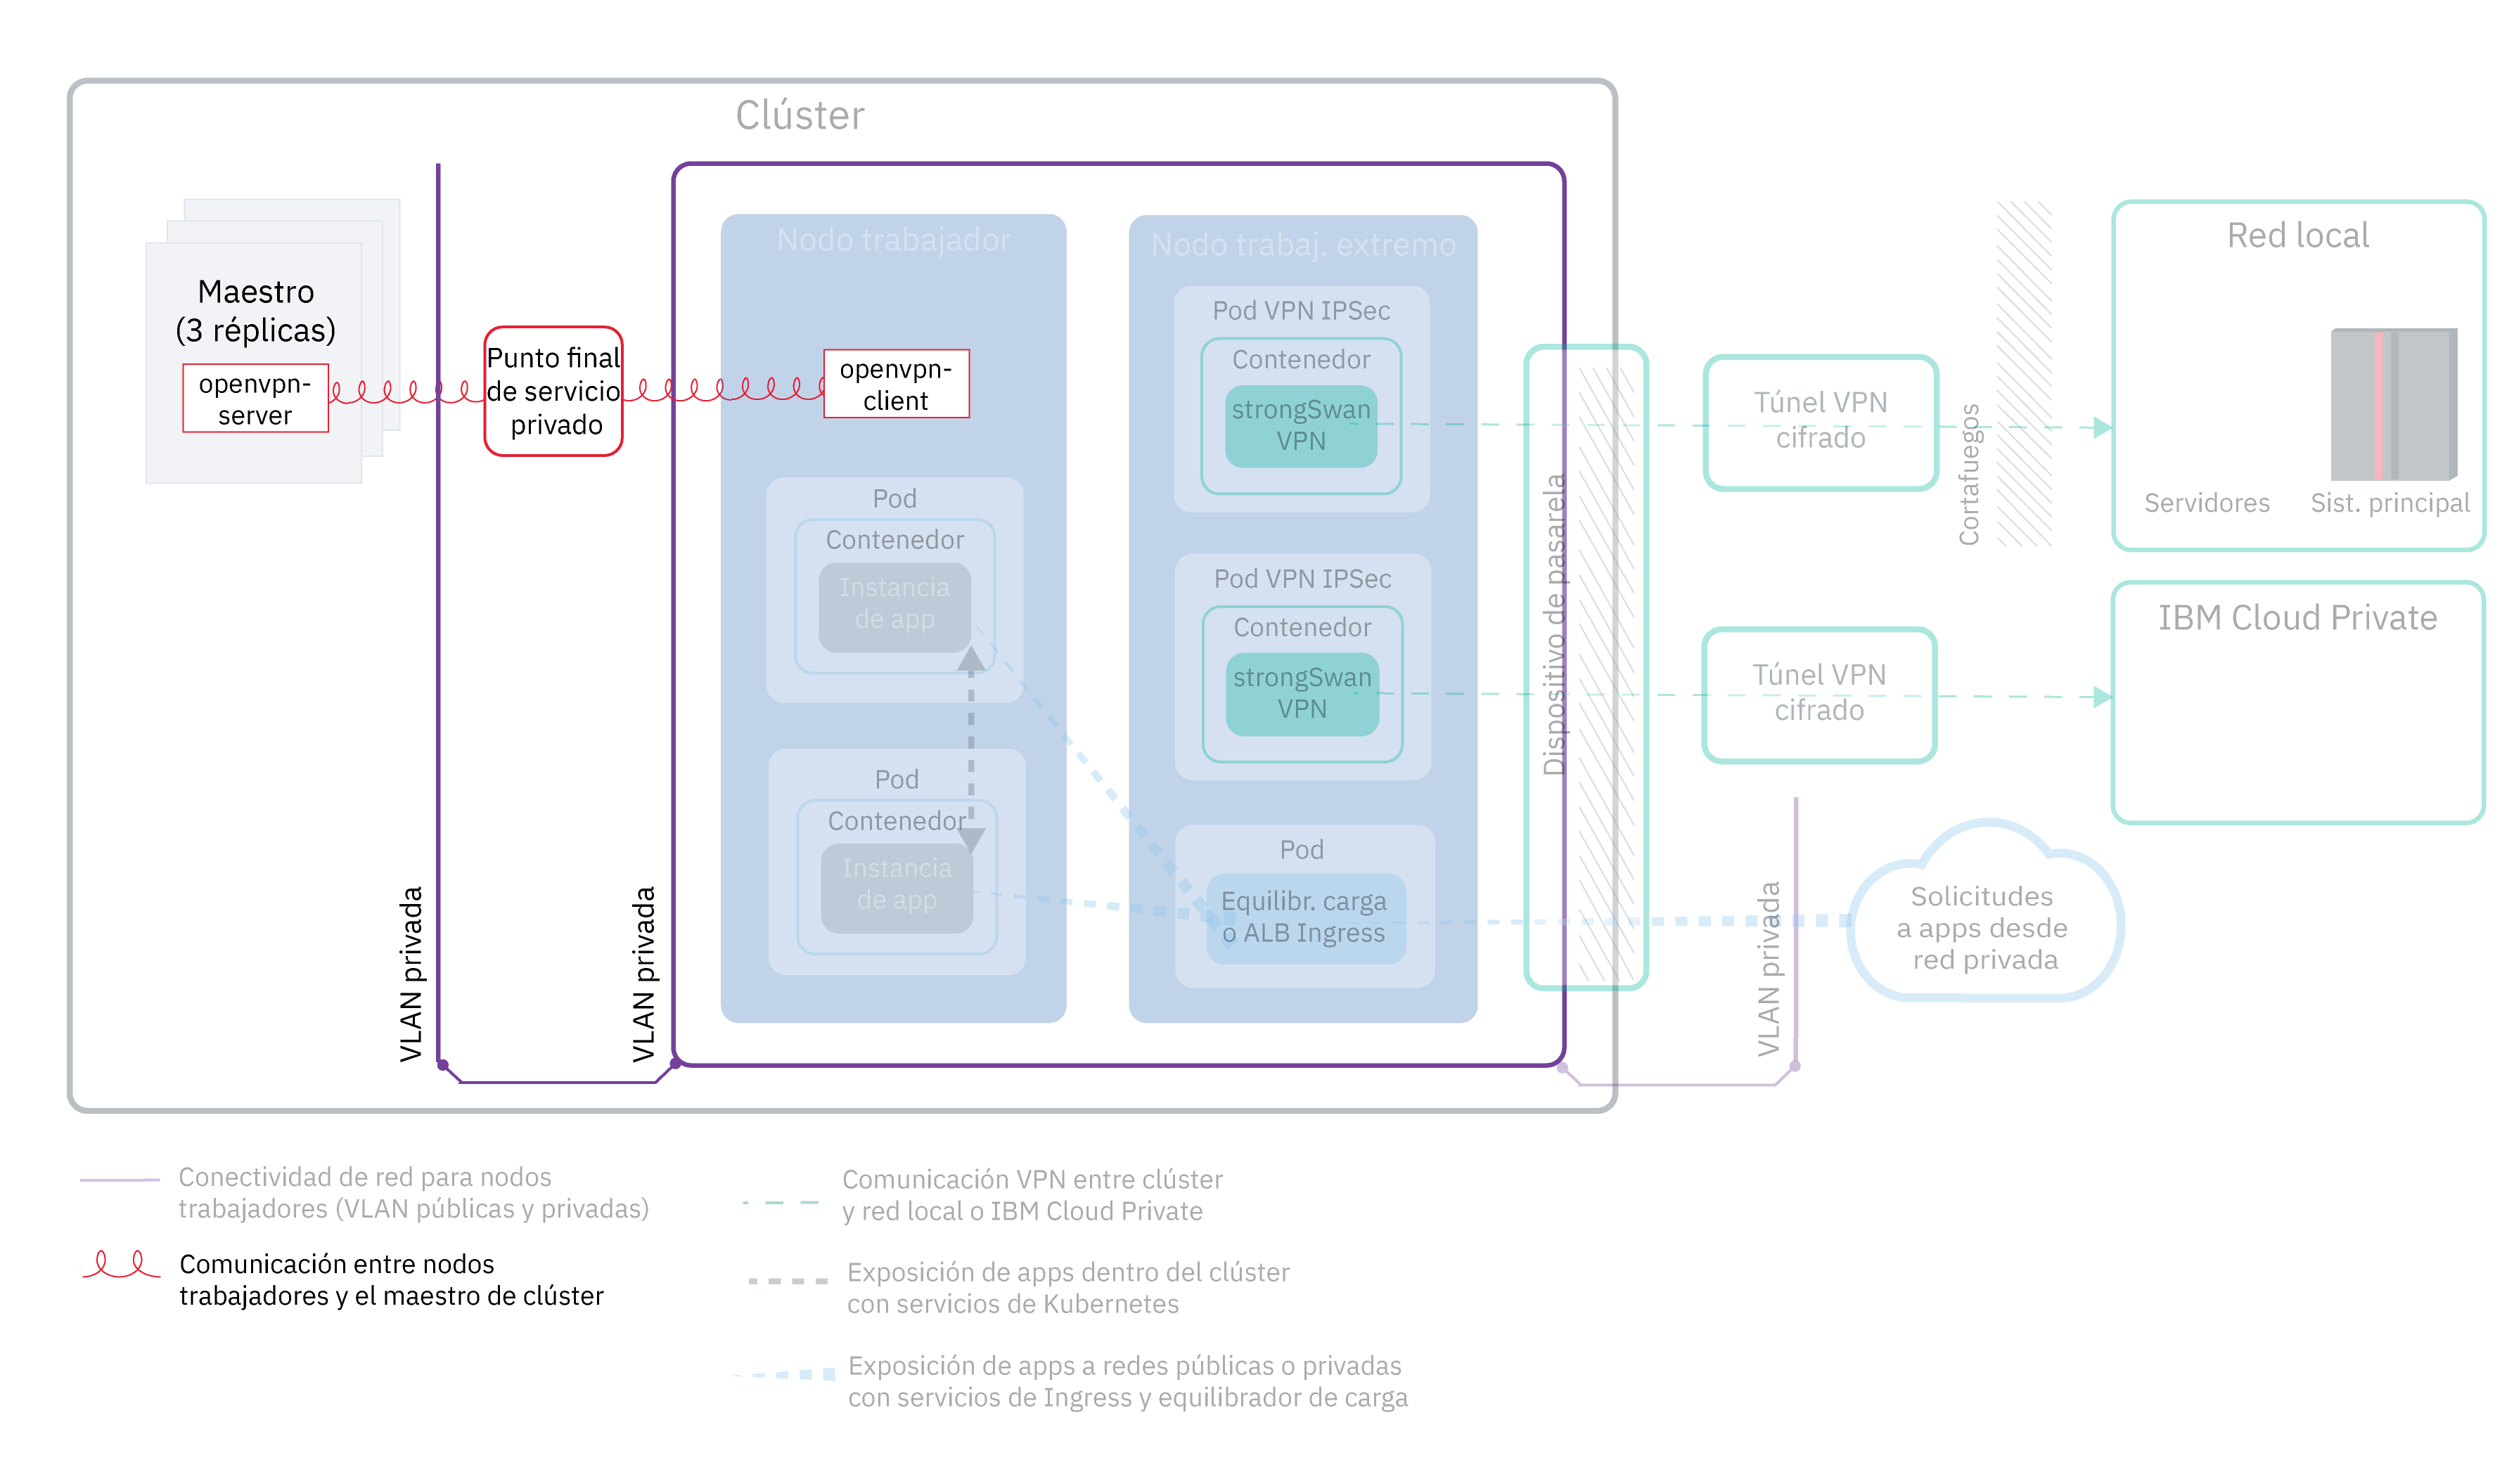 Clúster
Maestro
(3 réplicas)
openvpn-
server
Punto final
de servicio
privado
VLAN privada
VLAN privada
Nodo trabajador
openvpn-
client
Pod
Contenedor
Instancia
de app
Pod
Contenedor
Instancia
de app
Nodo trabaj. extremo
Pod VPN IPSec
Contenedor
strongSwan
VPN
Pod VPN IPSec
Contenedor
strongSwan
VPN
Pod
Equilibr. carga
o ALB Ingress
Dispositivo de pasarela
Túnel VPN
cifrado
Túnel VPN
cifrado
Cortafuegos
VLAN privada
Red local
Servidores
Sist. principal
IBM Cloud Private
Solicitudes
a apps desde
red privada
Conectividad de red para nodos
trabajadores (VLAN públicas y privadas)
Comunicación entre nodos
trabajadores y el maestro de clúster
Comunicación VPN entre clúster
y red local o IBM Cloud Private
Exposición de apps dentro del clúster
con servicios de Kubernetes
Exposición de apps a redes públicas o privadas
con servicios de Ingress y equilibrador de carga